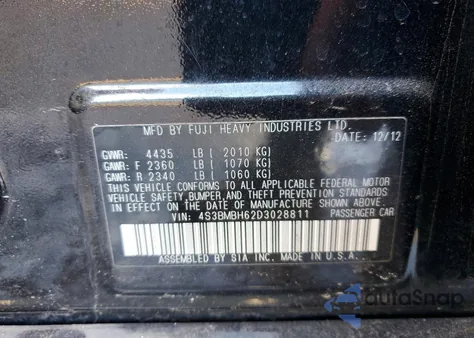 MFD BY FUJI HEAVY INDUSTRIES LTD.
DATE: 12/12
GVWR: 4435 LB ( 2010 KG)
GAWR: F 2360 LB ( 1070 KG)
GAWR: R 2340 LB ( 1060 KG)
THIS VEHICLE CONFORMS TO ALL APPLICABLE FEDERAL MOTOR
VEHICLE SAFETY, BUMPER, AND THEFT PREVENTION STANDARDS
IN EFFECT ON THE DATE OF MANUFACTURE SHOWN ABOVE.
VIN: 4S3BMBH62D3028811 PASSENGER CAR
ASSEMBLED BY SIA INC. MADE IN U.S.A.
autoSnap